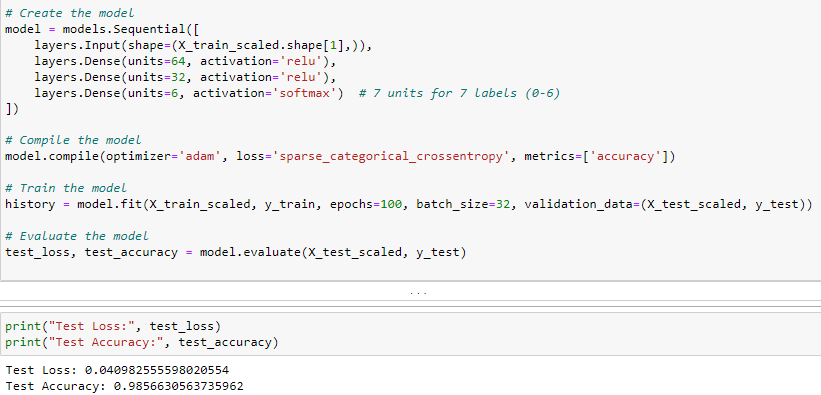 # Create the model
model = models.Sequential([
    layers.Input(shape=(X_train_scaled.shape[1],)),
    layers.Dense(units=64, activation='relu'),
    layers.Dense(units=32, activation='relu'),
    layers.Dense(units=6, activation='softmax')  # 7 units for 7 labels (0-6)
])

# Compile the model
model.compile(optimizer='adam', loss='sparse_categorical_crossentropy', metrics=['accuracy'])

# Train the model
history = model.fit(X_train_scaled, y_train, epochs=100, batch_size=32, validation_data=(X_test_scaled, y_test))

# Evaluate the model
test_loss, test_accuracy = model.evaluate(X_test_scaled, y_test)

...

print("Test Loss:", test_loss)
print("Test Accuracy:", test_accuracy)

Test Loss: 0.040982555598020554
Test Accuracy: 0.9856630563735962